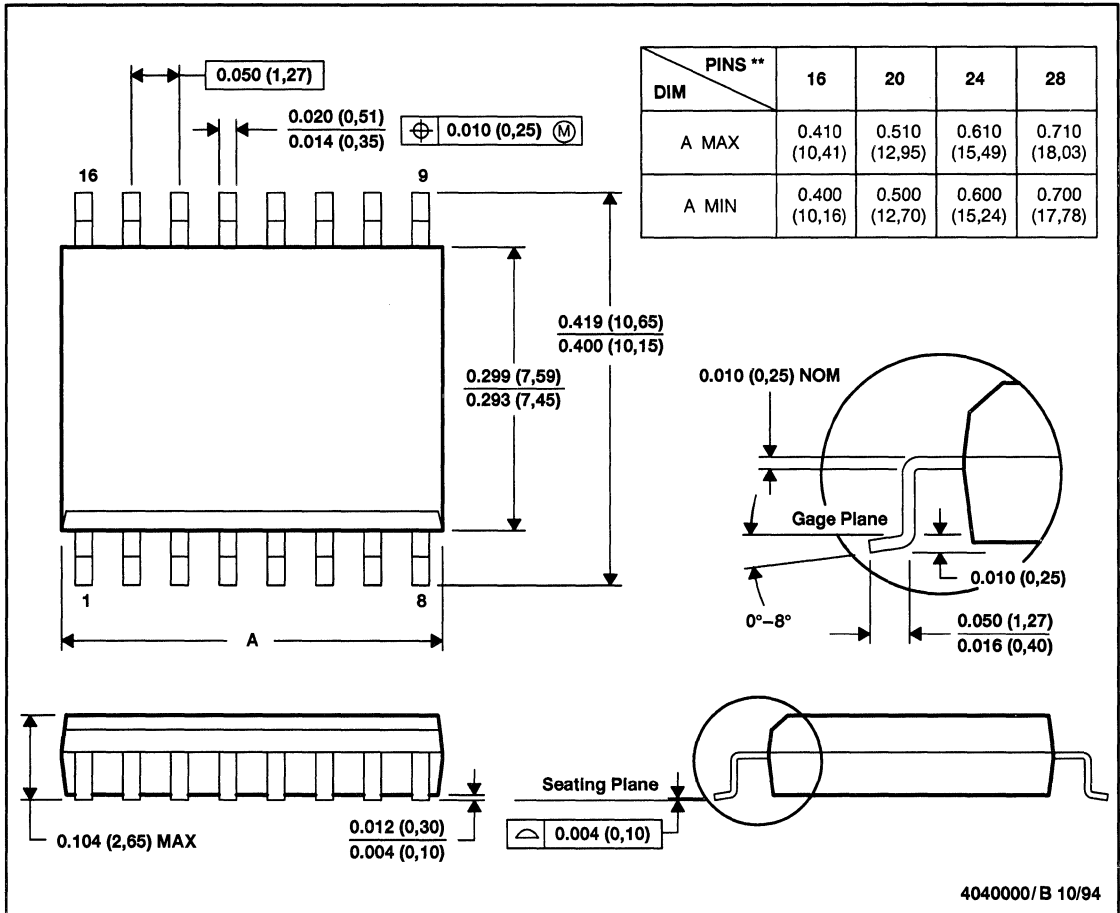 0.050 (1,27)
0.020 (0,51)
0.014 (0,35)
⌖ 0.010 (0,25) Ⓜ
16
9
PINS **
DIM
16 20 24 28
A MAX 0.410 (10,41) 0.510 (12,95) 0.610 (15,49) 0.710 (18,03)
A MIN 0.400 (10,16) 0.500 (12,70) 0.600 (15,24) 0.700 (17,78)
0.419 (10,65)
0.400 (10,15)
0.299 (7,59)
0.293 (7,45)
0.010 (0,25) NOM
Gage Plane
0.010 (0,25)
0°–8°
0.050 (1,27)
0.016 (0,40)
1
8
A
0.104 (2,65) MAX
0.012 (0,30)
0.004 (0,10)
Seating Plane
⌓ 0.004 (0,10)
4040000/B 10/94